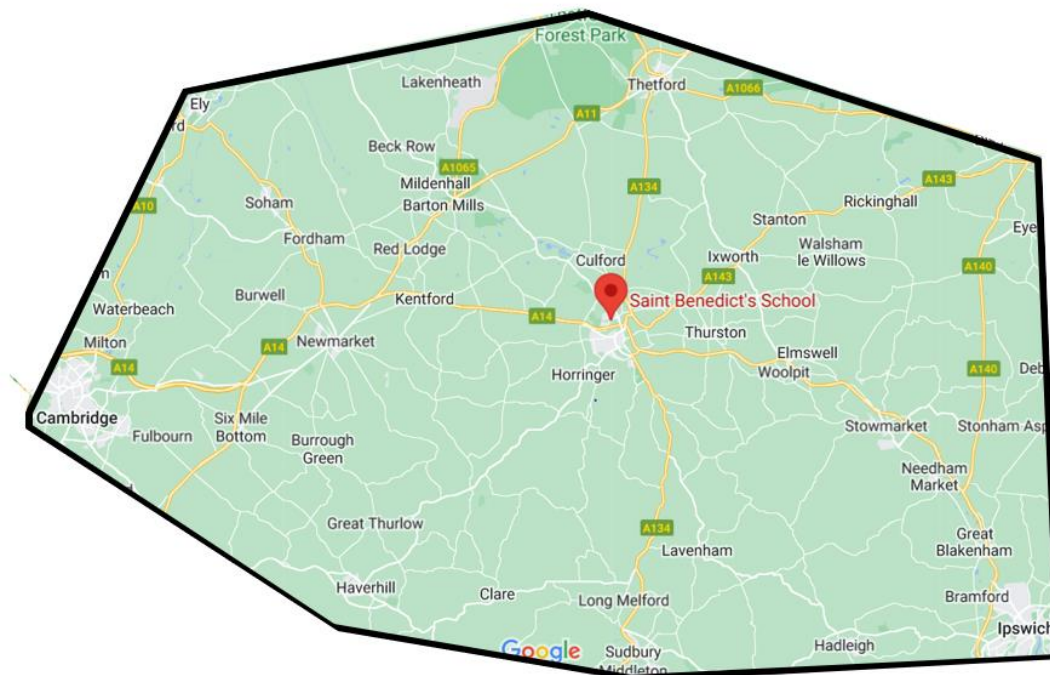 Forest Park
Thetford
Lakenheath
A1066
Ely
A11
Beck Row
A1065
Mildenhall
Barton Mills
A134
A143
Rickinghall
Soham
A10
Stanton
Eye
Fordham
Red Lodge
Walsham
le Willows
Ixworth
Culford
A140
A143
Burwell
Kentford
Saint Benedict's School
Waterbeach
A14
Thurston
Milton
Newmarket
A14
Elmswell
A14
Woolpit
A140
Horringer
Cambridge
Six Mile
Bottom
Fulbourn
Burrough
Green
Stowmarket
Stonham Asp
Needham
Market
Great Thurlow
A134
Great
Blakenham
Lavenham
Haverhill
Clare
Long Melford
Bramford
Ipswich
Hadleigh
Google
Sudbury
Middleton